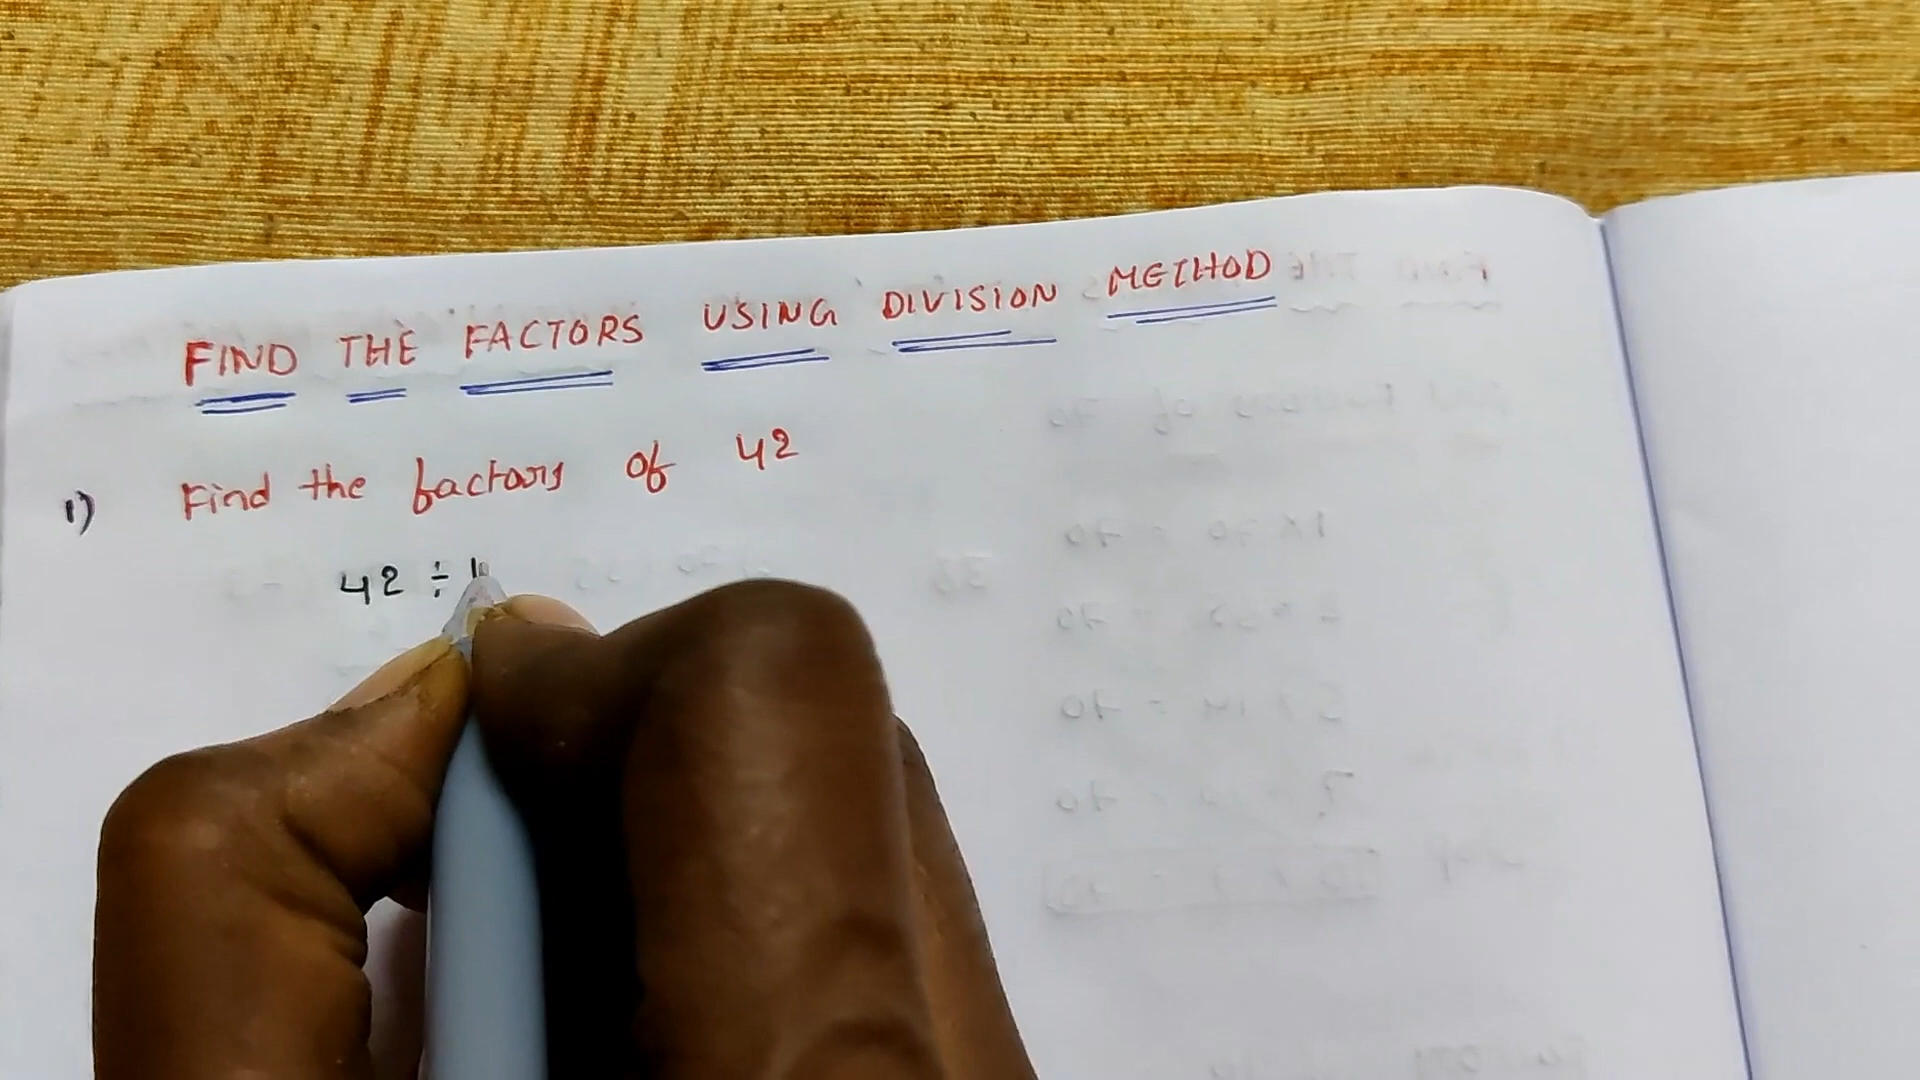 FIND THE FACTORS USING DIVISION METHOD
1) Find the factors of 42
42 ÷ 1